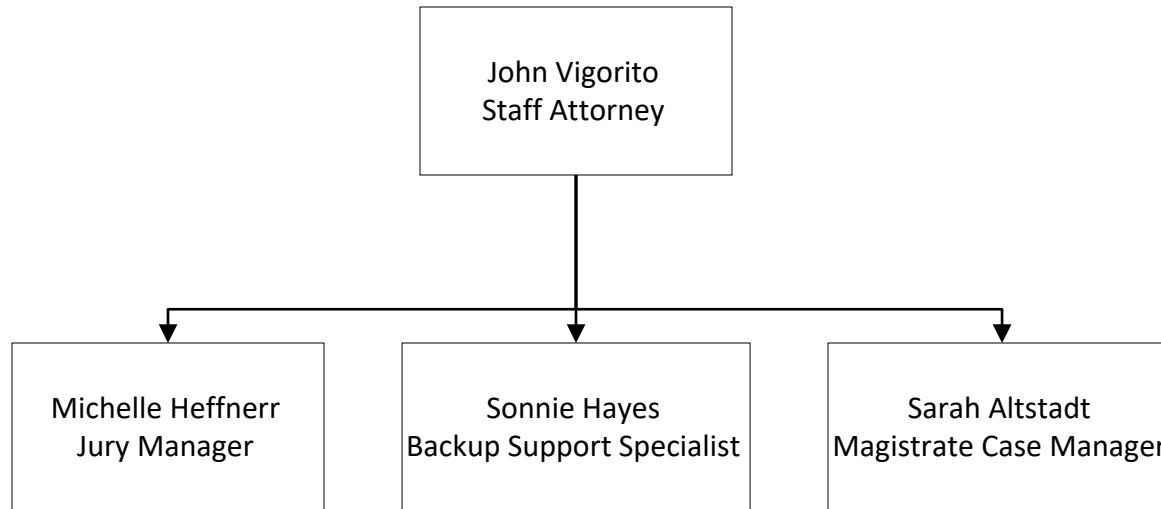 John Vigorito
Staff Attorney
Michelle Heffnerr
Jury Manager
Sonnie Hayes
Backup Support Specialist
Sarah Altstadt
Magistrate Case Manager